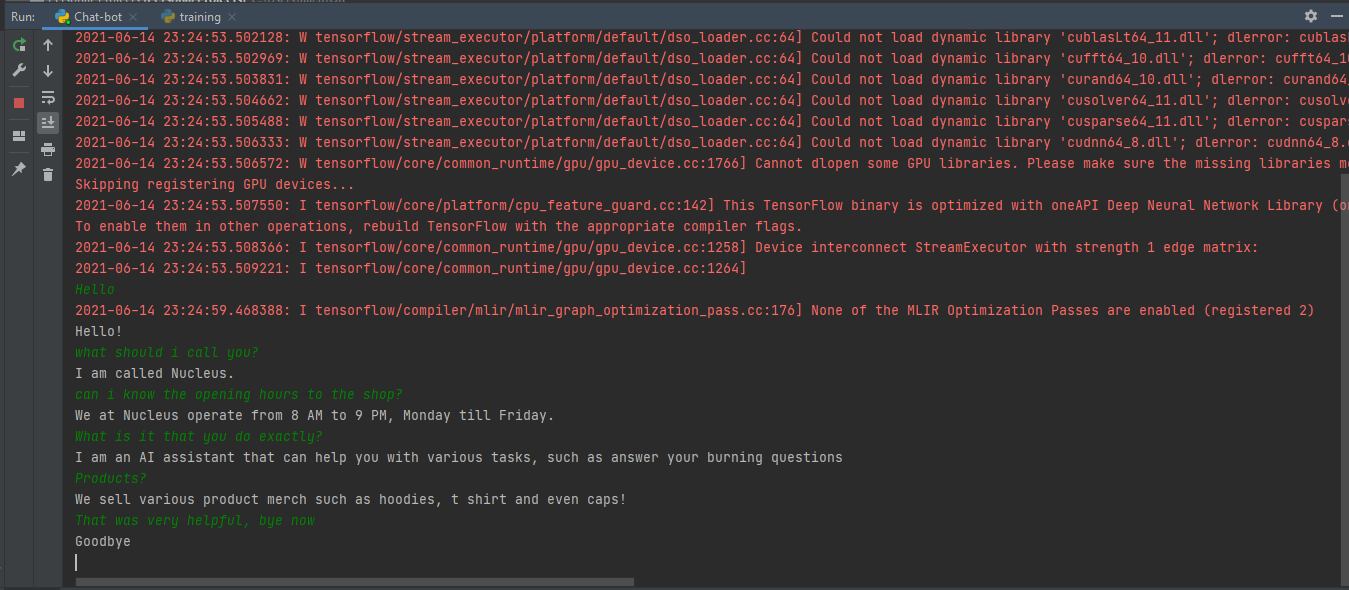 Run: Chat-bot training
2021-06-14 23:24:53.502128: W tensorflow/stream_executor/platform/default/dso_loader.cc:64] Could not load dynamic library 'cublasLt64_11.dll'; dlerror: cublas
2021-06-14 23:24:53.502969: W tensorflow/stream_executor/platform/default/dso_loader.cc:64] Could not load dynamic library 'cufft64_10.dll'; dlerror: cufft64_1
2021-06-14 23:24:53.503831: W tensorflow/stream_executor/platform/default/dso_loader.cc:64] Could not load dynamic library 'curand64_10.dll'; dlerror: curand64_
2021-06-14 23:24:53.504662: W tensorflow/stream_executor/platform/default/dso_loader.cc:64] Could not load dynamic library 'cusolver64_11.dll'; dlerror: cusolv
2021-06-14 23:24:53.505488: W tensorflow/stream_executor/platform/default/dso_loader.cc:64] Could not load dynamic library 'cusparse64_11.dll'; dlerror: cuspar
2021-06-14 23:24:53.506333: W tensorflow/stream_executor/platform/default/dso_loader.cc:64] Could not load dynamic library 'cudnn64_8.dll'; dlerror: cudnn64_8.
2021-06-14 23:24:53.506572: W tensorflow/core/common_runtime/gpu/gpu_device.cc:1766] Cannot dlopen some GPU libraries. Please make sure the missing libraries m
Skipping registering GPU devices...
2021-06-14 23:24:53.507550: I tensorflow/core/platform/cpu_feature_guard.cc:142] This TensorFlow binary is optimized with oneAPI Deep Neural Network Library (o
To enable them in other operations, rebuild TensorFlow with the appropriate compiler flags.
2021-06-14 23:24:53.508366: I tensorflow/core/common_runtime/gpu/gpu_device.cc:1258] Device interconnect StreamExecutor with strength 1 edge matrix:
2021-06-14 23:24:53.509221: I tensorflow/core/common_runtime/gpu/gpu_device.cc:1264]
Hello
2021-06-14 23:24:59.468388: I tensorflow/compiler/mlir/mlir_graph_optimization_pass.cc:176] None of the MLIR Optimization Passes are enabled (registered 2)
Hello!
what should i call you?
I am called Nucleus.
can i know the opening hours to the shop?
We at Nucleus operate from 8 AM to 9 PM, Monday till Friday.
What is it that you do exactly?
I am an AI assistant that can help you with various tasks, such as answer your burning questions
Products?
We sell various product merch such as hoodies, t shirt and even caps!
That was very helpful, bye now
Goodbye